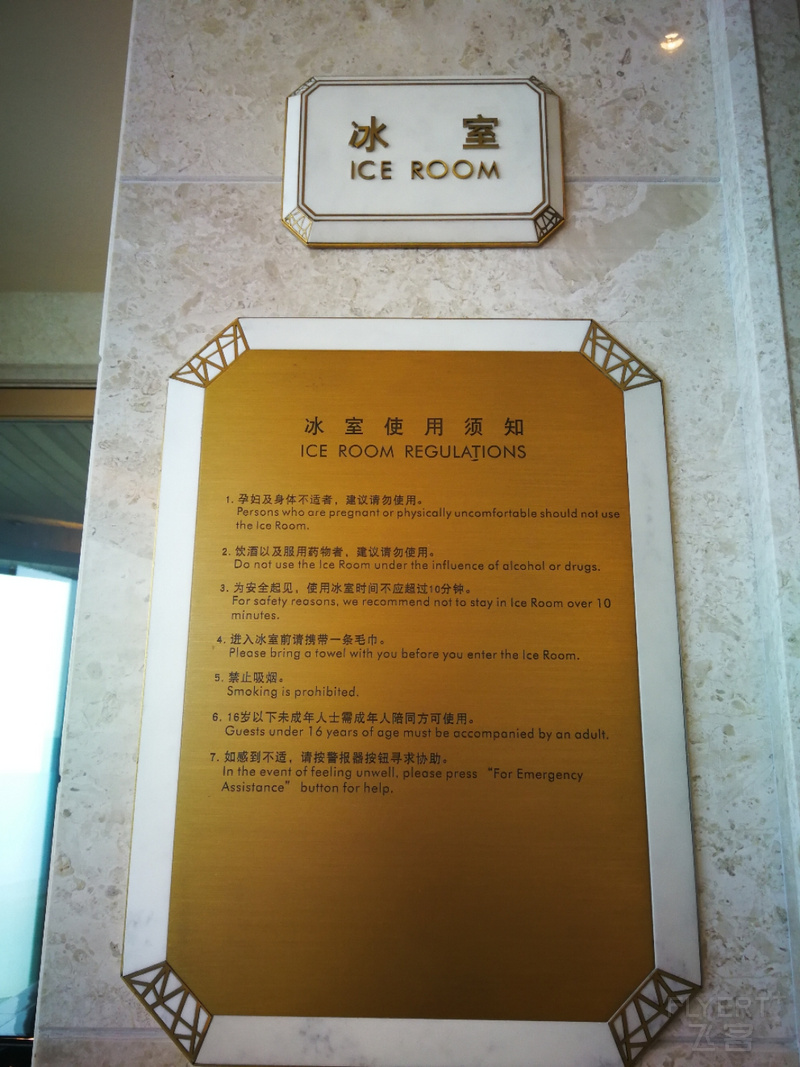 冰 室
ICE ROOM
冰室使用须知
ICE ROOM REGULATIONS
1. 孕妇及身体不适者，建议请勿使用。
Persons who are pregnant or physically uncomfortable should not use
the Ice Room.
2. 饮酒以及服用药物者，建议请勿使用。
Do not use the Ice Room under the influence of alcohol or drugs.
3. 为安全起见，使用冰室时间不应超过10分钟。
For safety reasons, we recommend not to stay in Ice Room over 10
minutes.
4. 进入冰室前请携带一条毛巾。
Please bring a towel with you before you enter the Ice Room.
5. 禁止吸烟。
Smoking is prohibited.
6. 16岁以下未成年人士需成年人陪同方可使用。
Guests under 16 years of age must be accompanied by an adult.
7. 如感到不适，请按警报器按钮寻求协助。
In the event of feeling unwell, please press “For Emergency
Assistance” button for help.
FLYERT
飞客